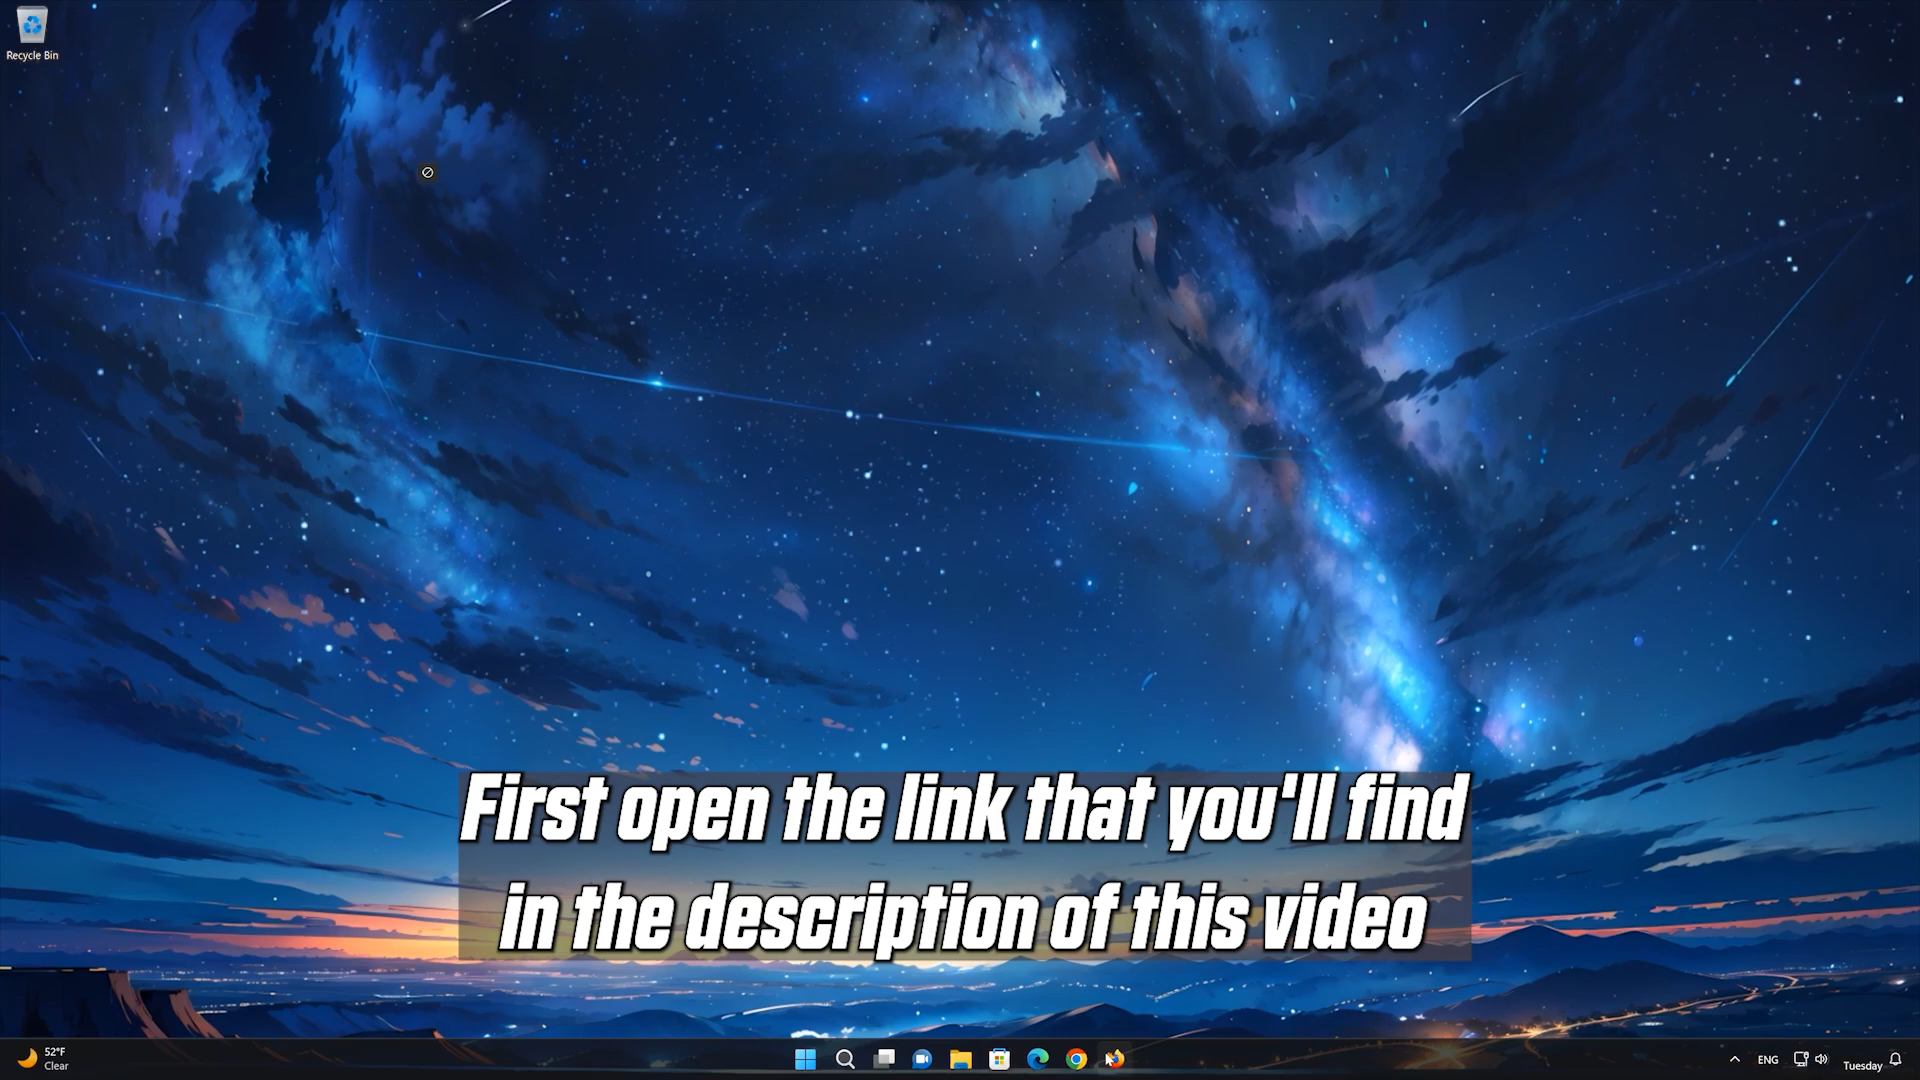 Recycle Bin
First open the link that you'll find
in the description of this video
52°F
Clear
ENG
Tuesday